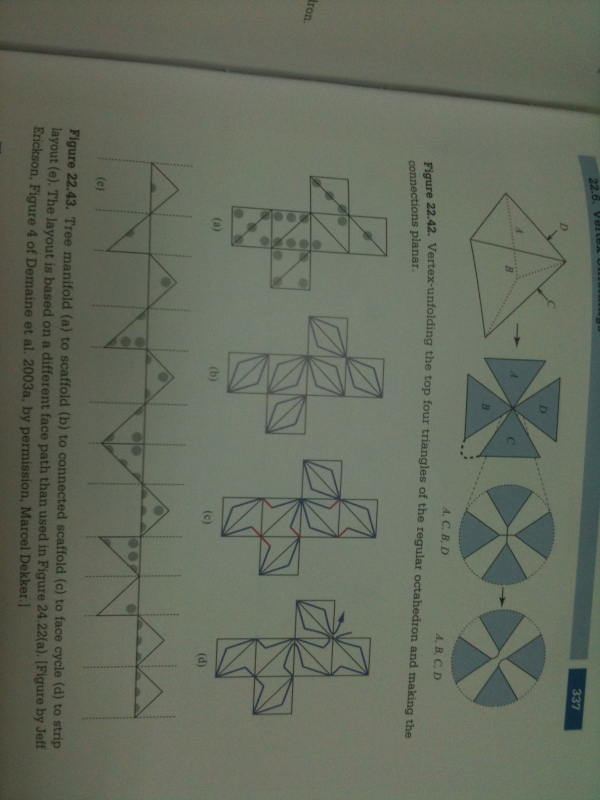 dron.
22.6. Vertex
337
D
A
B
C
A
D
B
C
A, C, B, D
A, B, C, D
Figure 22.42. Vertex-unfolding the top four triangles of the regular octahedron and making the
connections planar.
(a)
(b)
(c)
(d)
(e)
Figure 22.43. Tree manifold (a) to scaffold (b) to connected scaffold (c) to face cycle (d) to strip
layout (e). The layout is based on a different face path than used in Figure 24.22(a). [Figure by Jeff
Erickson, Figure 4 of Demaine et al. 2003a, by permission, Marcel Dekker.]